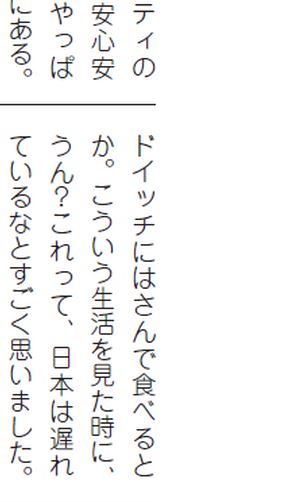 ティの
安心安
やっぱ
にある。
ドイッチにはさんで食べると
か。こういう生活を見た時に、
うん？これって、日本は遅れ
ているなとすごく思いました。